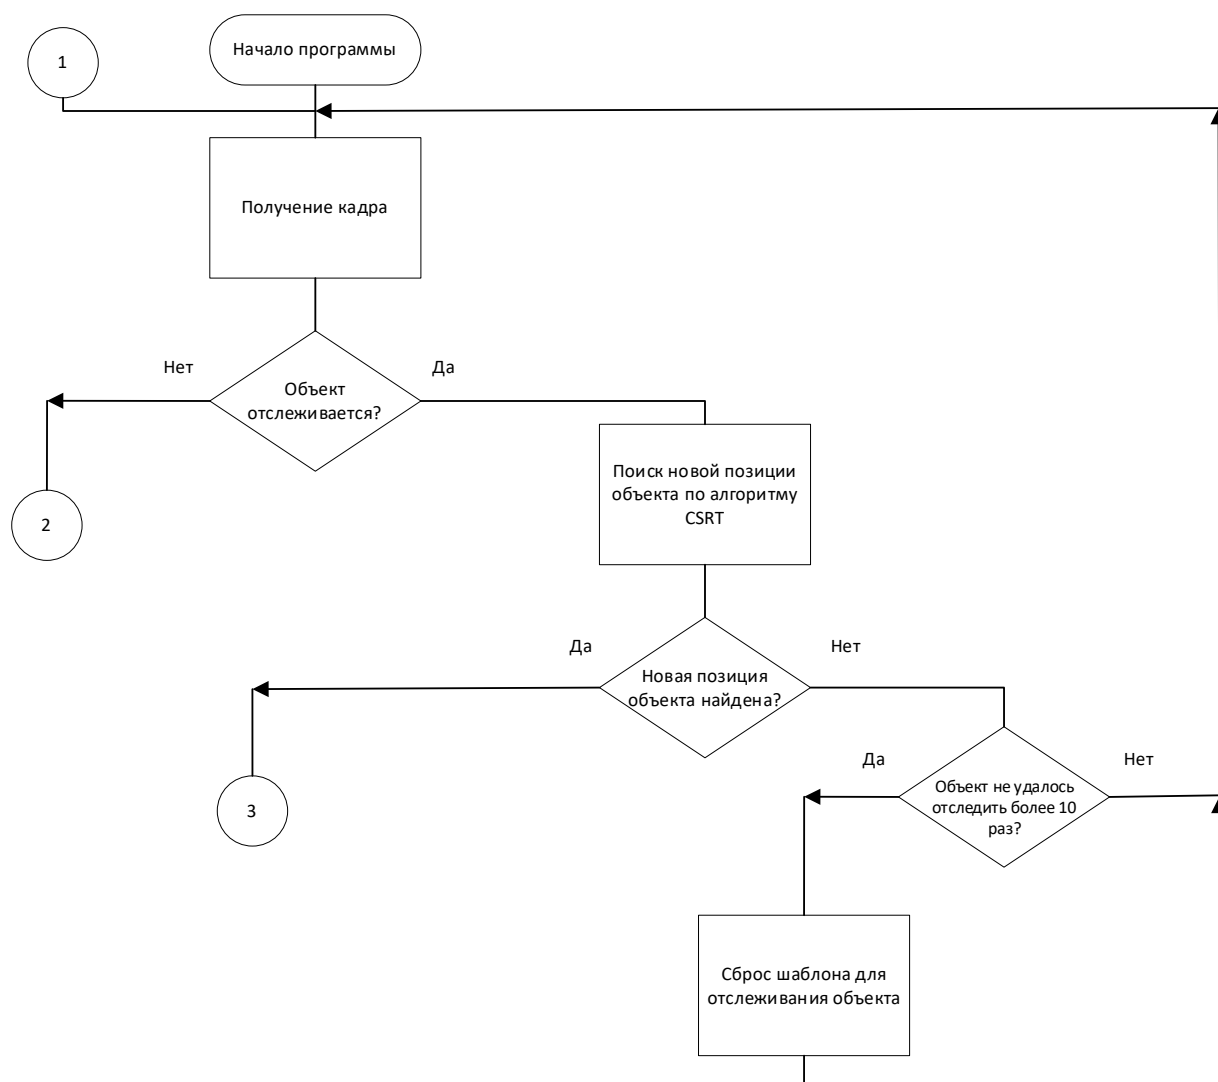 1
Начало программы
Получение кадра
Нет
Да
Объект
отслеживается?
2
Поиск новой позиции
объекта по алгоритму
CSRT
Да
Нет
Новая позиция
объекта найдена?
3
Да
Нет
Объект не удалось
отследить более 10
раз?
Сброс шаблона для
отслеживания объекта